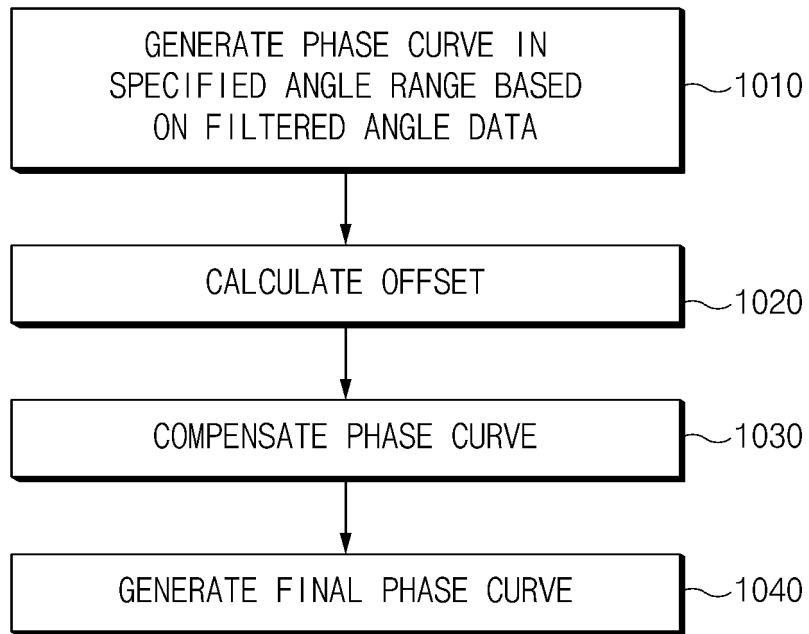 GENERATE PHASE CURVE IN
SPECIFIED ANGLE RANGE BASED
ON FILTERED ANGLE DATA
1010
CALCULATE OFFSET
1020
COMPENSATE PHASE CURVE
1030
GENERATE FINAL PHASE CURVE
1040